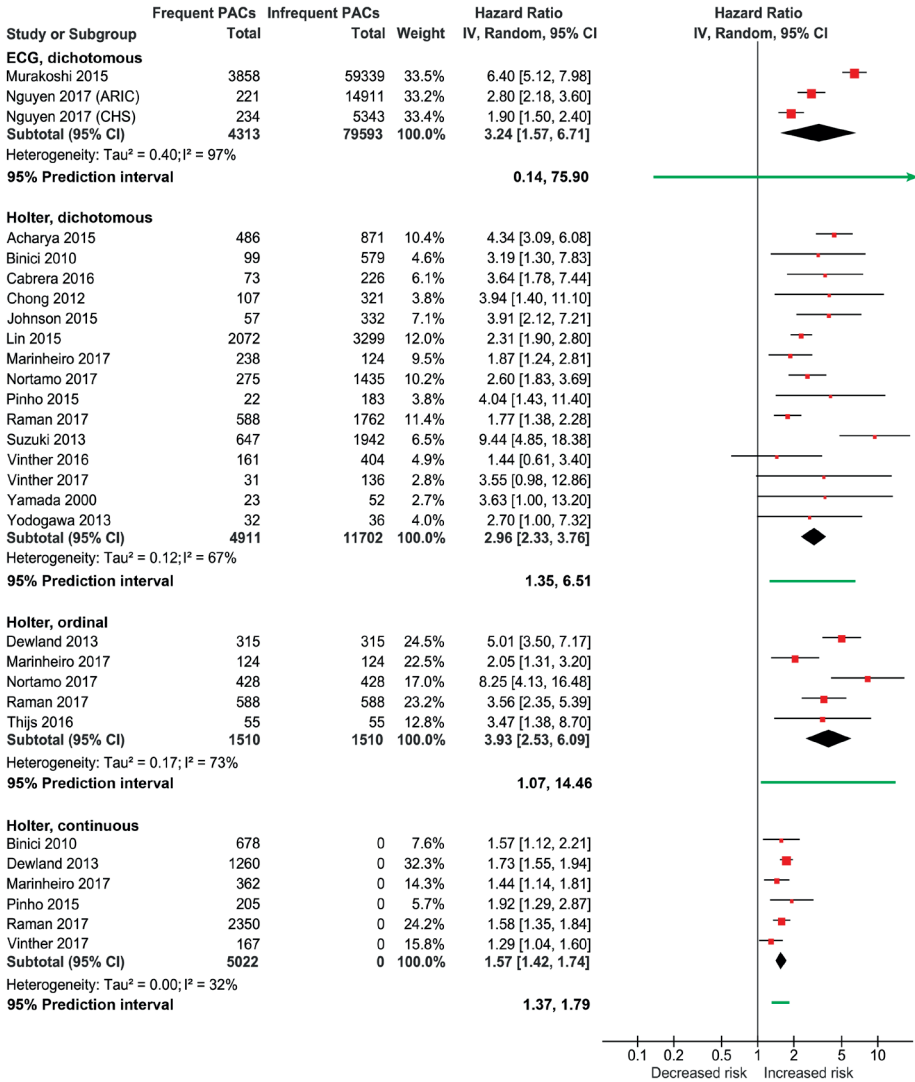 Frequent PACs Infrequent PACs Hazard Ratio Hazard Ratio
Study or Subgroup Total Total Weight IV, Random, 95% CI IV, Random, 95% CI
ECG, dichotomous
Murakoshi 2015 3858 59339 33.5% 6.40 [5.12, 7.98]
Nguyen 2017 (ARIC) 221 14911 33.2% 2.80 [2.18, 3.60]
Nguyen 2017 (CHS) 234 5343 33.4% 1.90 [1.50, 2.40]
Subtotal (95% CI) 4313 79593 100.0% 3.24 [1.57, 6.71]
Heterogeneity: Tau² = 0.40; I² = 97%
95% Prediction interval 0.14, 75.90
Holter, dichotomous
Acharya 2015 486 871 10.4% 4.34 [3.09, 6.08]
Binici 2010 99 579 4.6% 3.19 [1.30, 7.83]
Cabrera 2016 73 226 6.1% 3.64 [1.78, 7.44]
Chong 2012 107 321 3.8% 3.94 [1.40, 11.10]
Johnson 2015 57 332 7.1% 3.91 [2.12, 7.21]
Lin 2015 2072 3299 12.0% 2.31 [1.90, 2.80]
Marinheiro 2017 238 124 9.5% 1.87 [1.24, 2.81]
Nortamo 2017 275 1435 10.2% 2.60 [1.83, 3.69]
Pinho 2015 22 183 3.8% 4.04 [1.43, 11.40]
Raman 2017 588 1762 11.4% 1.77 [1.38, 2.28]
Suzuki 2013 647 1942 6.5% 9.44 [4.85, 18.38]
Vinther 2016 161 404 4.9% 1.44 [0.61, 3.40]
Vinther 2017 31 136 2.8% 3.55 [0.98, 12.86]
Yamada 2000 23 52 2.7% 3.63 [1.00, 13.20]
Yodogawa 2013 32 36 4.0% 2.70 [1.00, 7.32]
Subtotal (95% CI) 4911 11702 100.0% 2.96 [2.33, 3.76]
Heterogeneity: Tau² = 0.12; I² = 67%
95% Prediction interval 1.35, 6.51
Holter, ordinal
Dewland 2013 315 315 24.5% 5.01 [3.50, 7.17]
Marinheiro 2017 124 124 22.5% 2.05 [1.31, 3.20]
Nortamo 2017 428 428 17.0% 8.25 [4.13, 16.48]
Raman 2017 588 588 23.2% 3.56 [2.35, 5.39]
Thijs 2016 55 55 12.8% 3.47 [1.38, 8.70]
Subtotal (95% CI) 1510 1510 100.0% 3.93 [2.53, 6.09]
Heterogeneity: Tau² = 0.17; I² = 73%
95% Prediction interval 1.07, 14.46
Holter, continuous
Binici 2010 678 0 7.6% 1.57 [1.12, 2.21]
Dewland 2013 1260 0 32.3% 1.73 [1.55, 1.94]
Marinheiro 2017 362 0 14.3% 1.44 [1.14, 1.81]
Pinho 2015 205 0 5.7% 1.92 [1.29, 2.87]
Raman 2017 2350 0 24.2% 1.58 [1.35, 1.84]
Vinther 2017 167 0 15.8% 1.29 [1.04, 1.60]
Subtotal (95% CI) 5022 0 100.0% 1.57 [1.42, 1.74]
Heterogeneity: Tau² = 0.00; I² = 32%
95% Prediction interval 1.37, 1.79
0.1 0.2 0.5 1 2 5 10
Decreased risk Increased risk